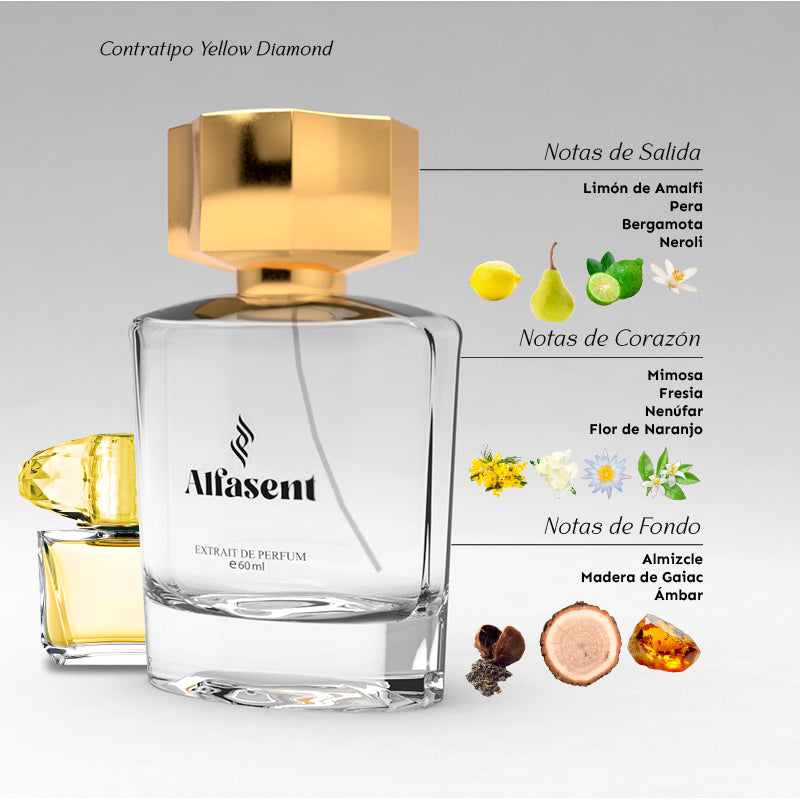 Contratipo Yellow Diamond
Notas de Salida
Limón de Amalfi
Pera
Bergamota
Neroli
Notas de Corazón
Mimosa
Fresia
Nenúfar
Flor de Naranjo
Alfasent
EXTRAIT DE PERFUM
℮60ml
Notas de Fondo
Almizcle
Madera de Gaiac
Ámbar